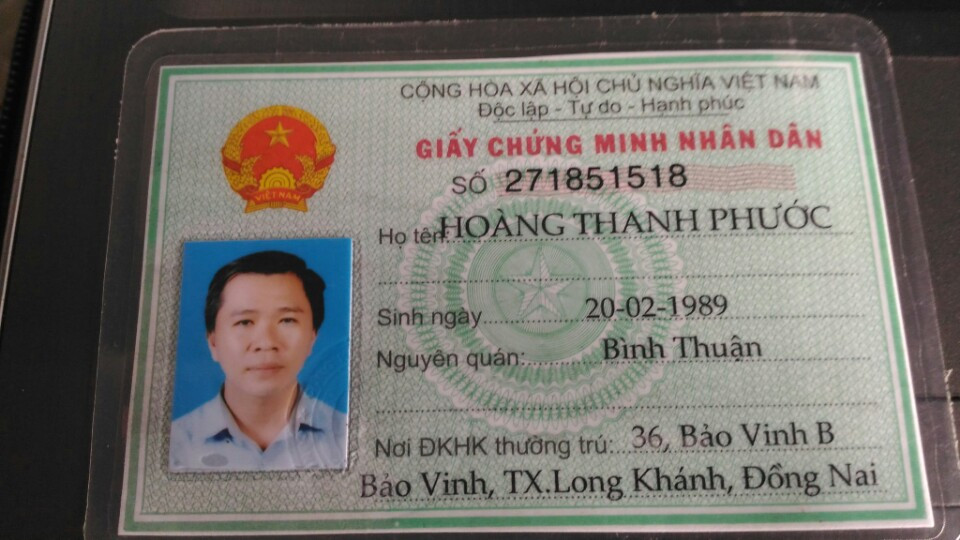 CỘNG HÒA XÃ HỘI CHỦ NGHĨA VIỆT NAM
Độc lập - Tự do - Hạnh phúc
GIẤY CHỨNG MINH NHÂN DÂN
SỐ 271851518
Họ tên: HOÀNG THANH PHƯỚC
Sinh ngày 20-02-1989
Nguyên quán: Bình Thuận
Nơi ĐKHK thường trú: 36, Bảo Vinh B
Bảo Vinh, TX.Long Khánh, Đồng Nai
VIỆT NAM